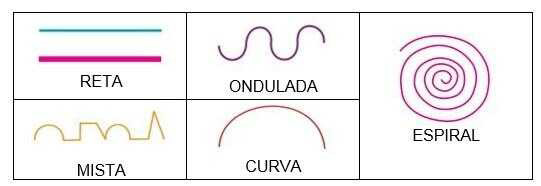 RETA
ONDULADA
ESPIRAL
MISTA
CURVA